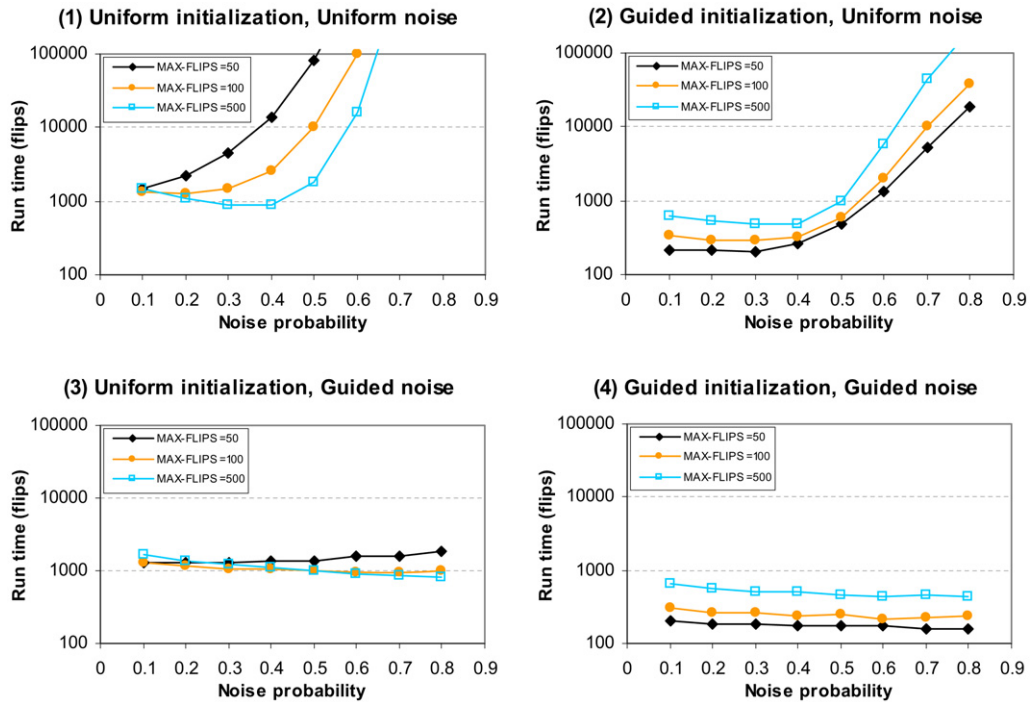 (1) Uniform initialization, Uniform noise
100000
10000
1000
100
Run time (flips)
MAX-FLIPS =50
MAX-FLIPS =100
MAX-FLIPS =500
0 0.1 0.2 0.3 0.4 0.5 0.6 0.7 0.8 0.9
Noise probability
(2) Guided initialization, Uniform noise
100000
10000
1000
100
Run time (flips)
MAX-FLIPS =50
MAX-FLIPS =100
MAX-FLIPS =500
0 0.1 0.2 0.3 0.4 0.5 0.6 0.7 0.8 0.9
Noise probability
(3) Uniform initialization, Guided noise
100000
10000
1000
100
Run time (flips)
MAX-FLIPS =50
MAX-FLIPS =100
MAX-FLIPS =500
0 0.1 0.2 0.3 0.4 0.5 0.6 0.7 0.8 0.9
Noise probability
(4) Guided initialization, Guided noise
100000
10000
1000
100
Run time (flips)
MAX-FLIPS =50
MAX-FLIPS =100
MAX-FLIPS =500
0 0.1 0.2 0.3 0.4 0.5 0.6 0.7 0.8 0.9
Noise probability